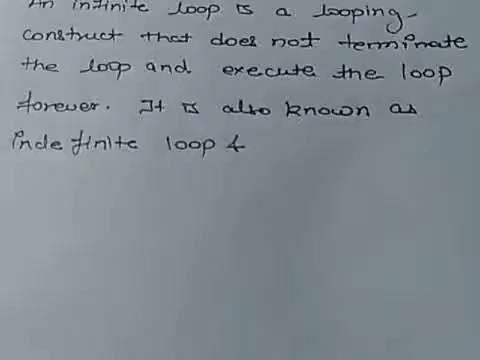 An infinite loop is a looping-
construct that does not terminate
the loop and execute the loop
forever. It is also known as
indefinite loop &